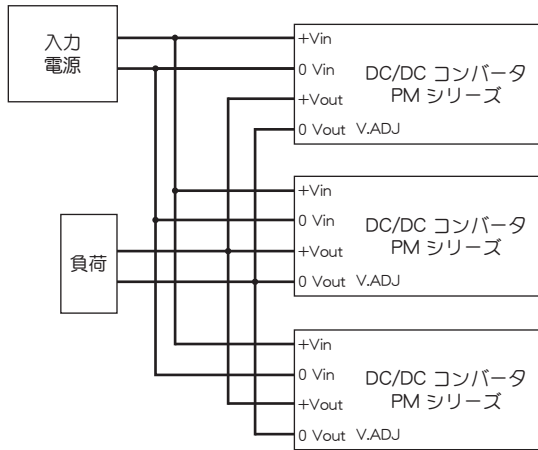 入力
電源
+Vin
0 Vin
+Vout
0 Vout V.ADJ
DC/DC コンバータ
PM シリーズ
負荷
+Vin
0 Vin
+Vout
0 Vout V.ADJ
DC/DC コンバータ
PM シリーズ
+Vin
0 Vin
+Vout
0 Vout V.ADJ
DC/DC コンバータ
PM シリーズ